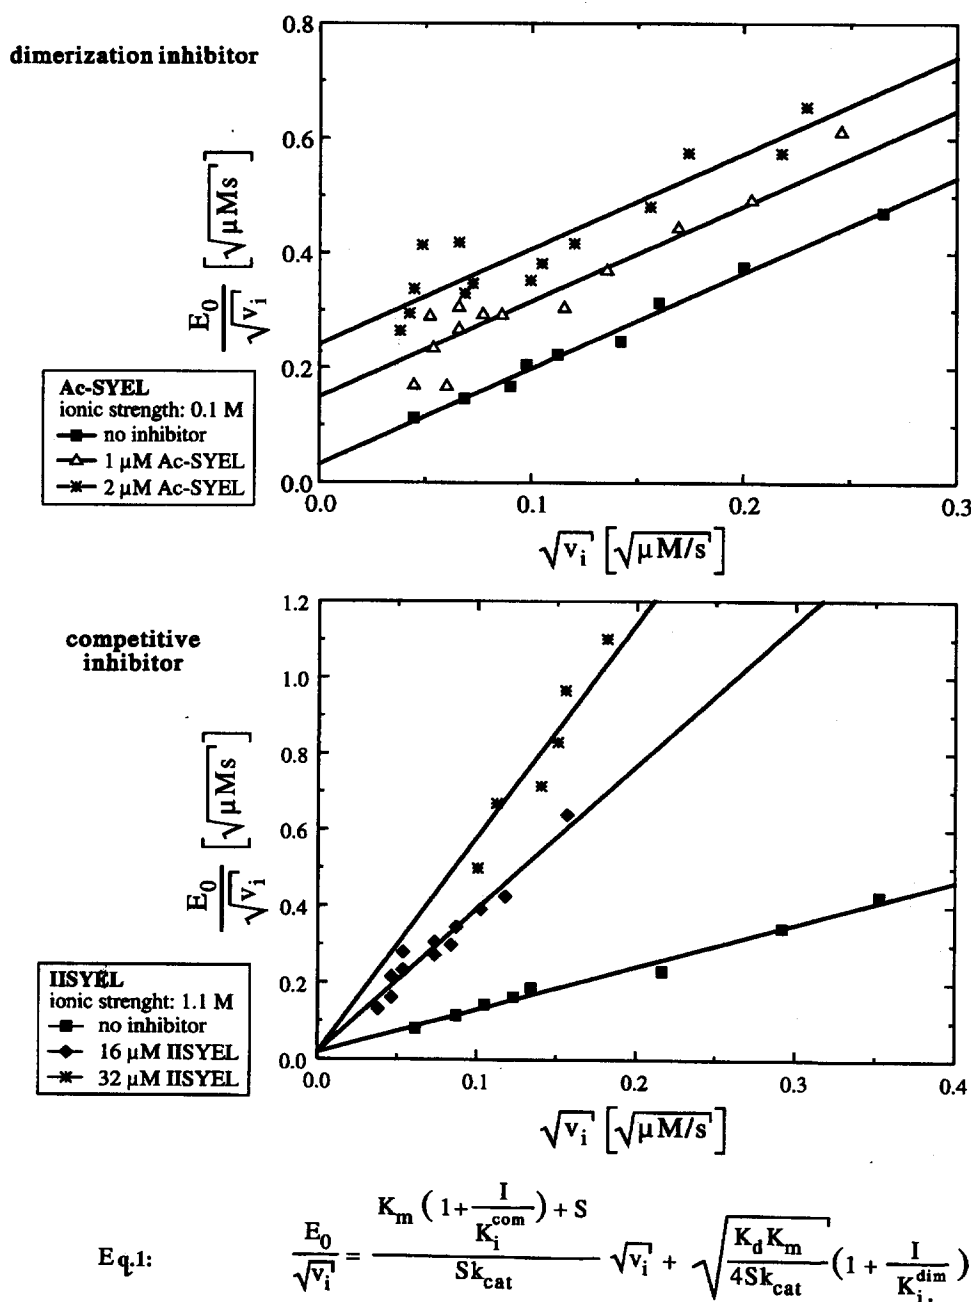 dimerization inhibitor
0.8
0.6
0.4
0.2
0.0
E0/√vi [√μMs]
Ac-SYEL
ionic strength: 0.1 M
no inhibitor
1 μM Ac-SYEL
2 μM Ac-SYEL
0.0 0.1 0.2 0.3
√vi [√μM/s]
competitive
inhibitor
1.2
1.0
0.8
0.6
0.4
0.2
0.0
E0/√vi [√μMs]
IISYEL
ionic strenght: 1.1 M
no inhibitor
16 μM IISYEL
32 μM IISYEL
0.0 0.1 0.2 0.3 0.4
√vi [√μM/s]
Eq.1: E0/√vi = (Km (1 + I/Ki^com) + S)/(Skcat) √vi + √(KdKm/4Skcat) (1 + I/Ki^dim)